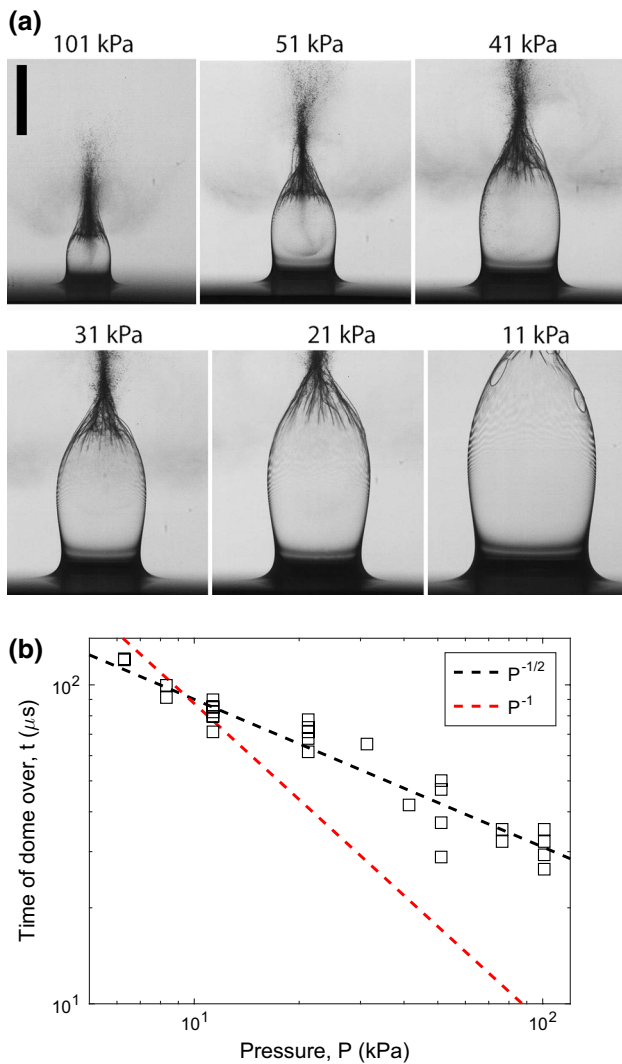 (a)
101 kPa 51 kPa 41 kPa
31 kPa 21 kPa 11 kPa
(b)
P^-1/2
P^-1
10^2
10^1
Time of dome over, t (μs)
10^1 10^2
Pressure, P (kPa)